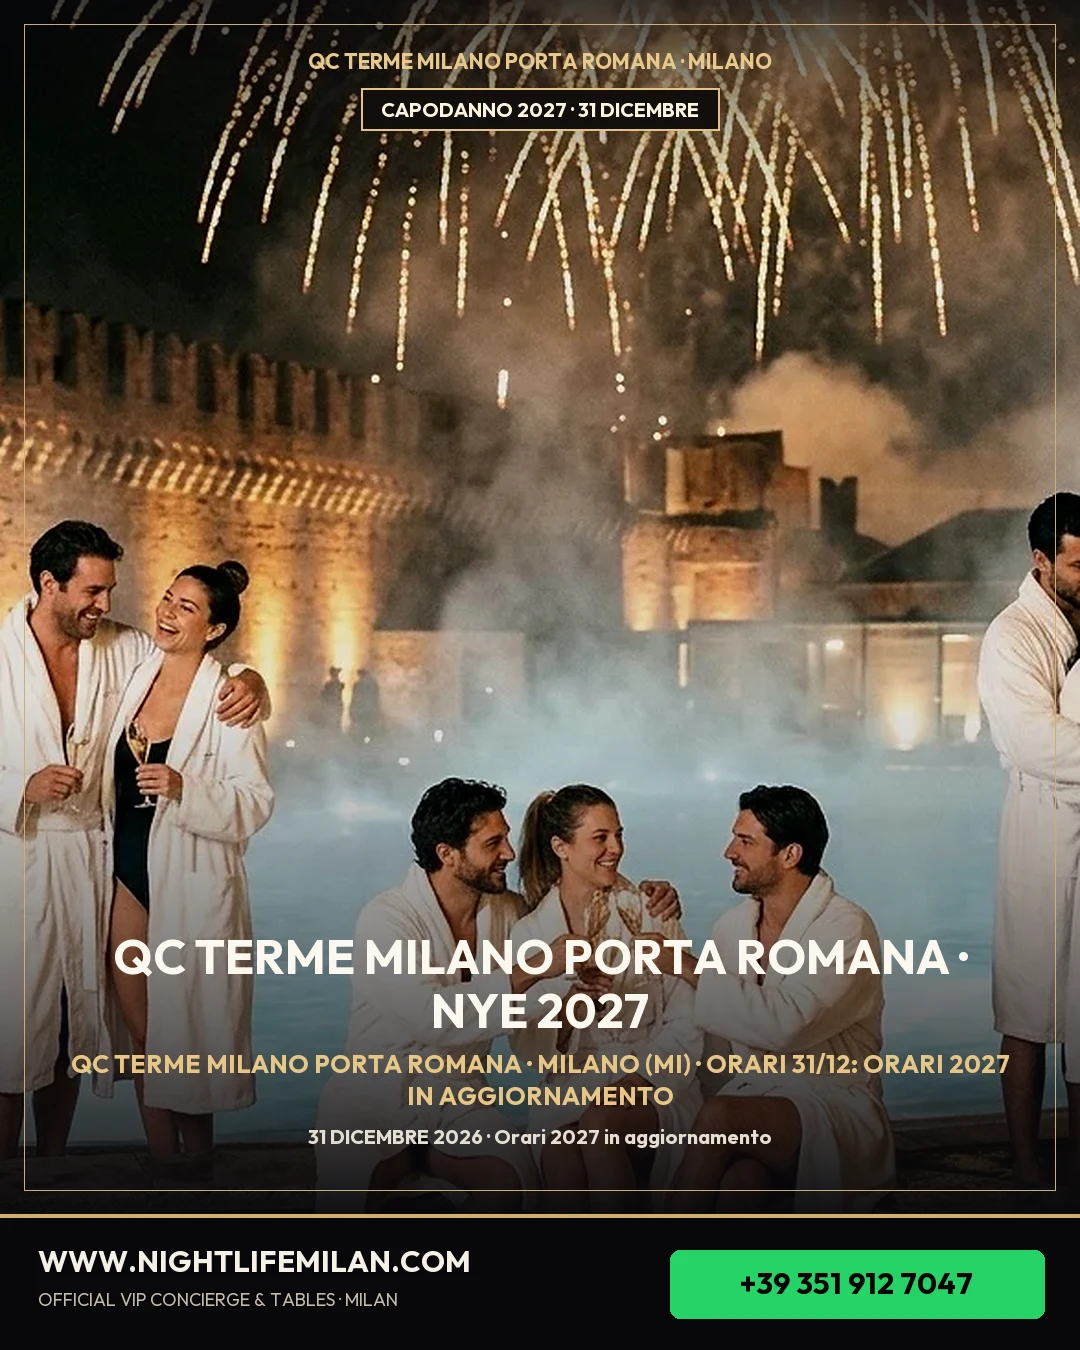 QC TERME MILANO PORTA ROMANA · MILANO
CAPODANNO 2027 · 31 DICEMBRE
QC TERME MILANO PORTA ROMANA ·
NYE 2027
QC TERME MILANO PORTA ROMANA · MILANO (MI) · ORARI 31/12: ORARI 2027
IN AGGIORNAMENTO
31 DICEMBRE 2026 · Orari 2027 in aggiornamento
WWW.NIGHTLIFEMILAN.COM
OFFICIAL VIP CONCIERGE & TABLES · MILAN
+39 351 912 7047